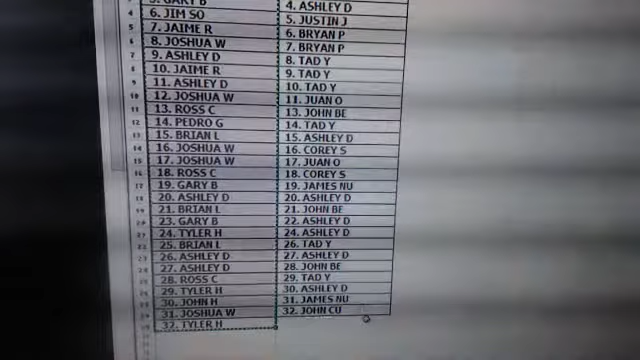 5. GARY B 4. ASHLEY D
6. JIM SO 5. JUSTIN J
7. JAIME R 6. BRYAN P
8. JOSHUA W 7. BRYAN P
9. ASHLEY D 8. TAD Y
10. JAIME R 9. TAD Y
11. ASHLEY D 10. TAD Y
12. JOSHUA W 11. JUAN O
13. ROSS C 13. JOHN BE
14. PEDRO G 14. TAD Y
15. BRIAN L 15. ASHLEY D
16. JOSHUA W 16. COREY S
17. JOSHUA W 17. JUAN O
18. ROSS C 18. COREY S
19. GARY B 19. JAMES NU
20. ASHLEY D 20. ASHLEY D
21. BRIAN L 21. JOHN BE
23. GARY B 22. ASHLEY D
24. TYLER H 24. ASHLEY D
25. BRIAN L 26. TAD Y
26. ASHLEY D 27. ASHLEY D
27. ASHLEY D 28. JOHN BE
28. ROSS C 29. TAD Y
29. TYLER H 30. ASHLEY D
30. JOHN H 31. JAMES NU
31. JOSHUA W 32. JOHN CU
32. TYLER H